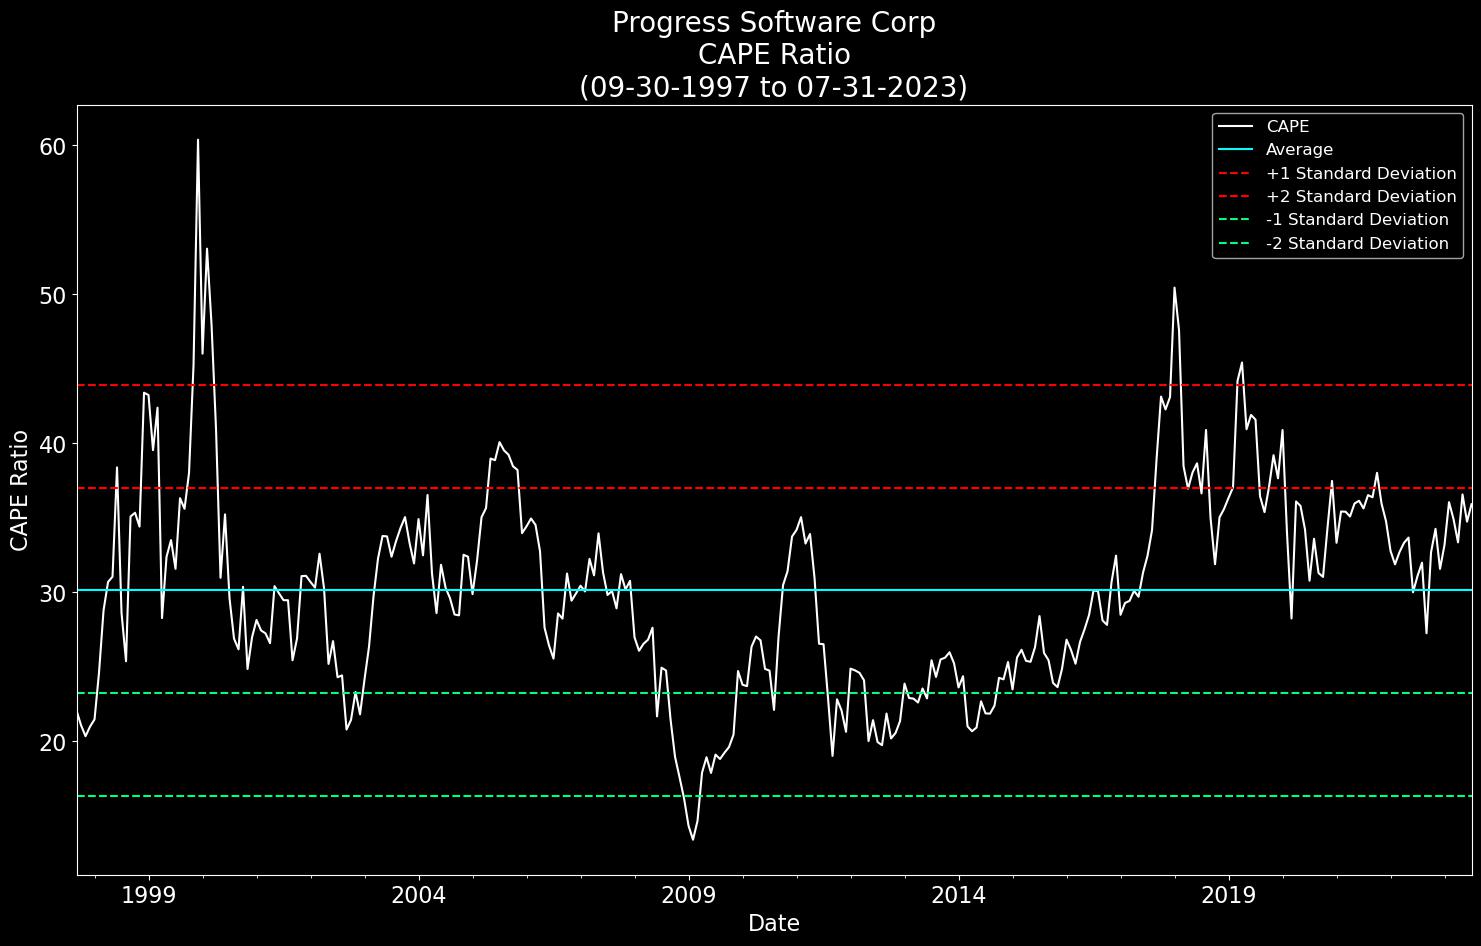 Progress Software Corp
CAPE Ratio
(09-30-1997 to 07-31-2023)
CAPE
Average
+1 Standard Deviation
+2 Standard Deviation
-1 Standard Deviation
-2 Standard Deviation
60
50
40
30
20
CAPE Ratio
1999 2004 2009 2014 2019
Date